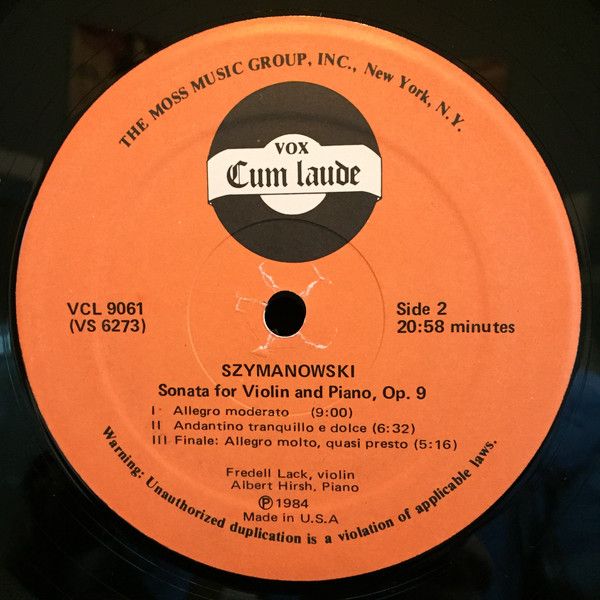 THE MOSS MUSIC GROUP, INC., New York, N.Y.
VOX
Cum laude
VCL 9061
(VS 6273)
Side 2
20:58 minutes
SZYMANOWSKI
Sonata for Violin and Piano, Op. 9
I Allegro moderato (9:00)
II Andantino tranquillo e dolce (6:32)
III Finale: Allegro molto, quasi presto (5:16)
Fredell Lack, violin
Albert Hirsh, Piano
Ⓟ 1984
Made in U.S.A
Warning: Unauthorized duplication is a violation of applicable laws.